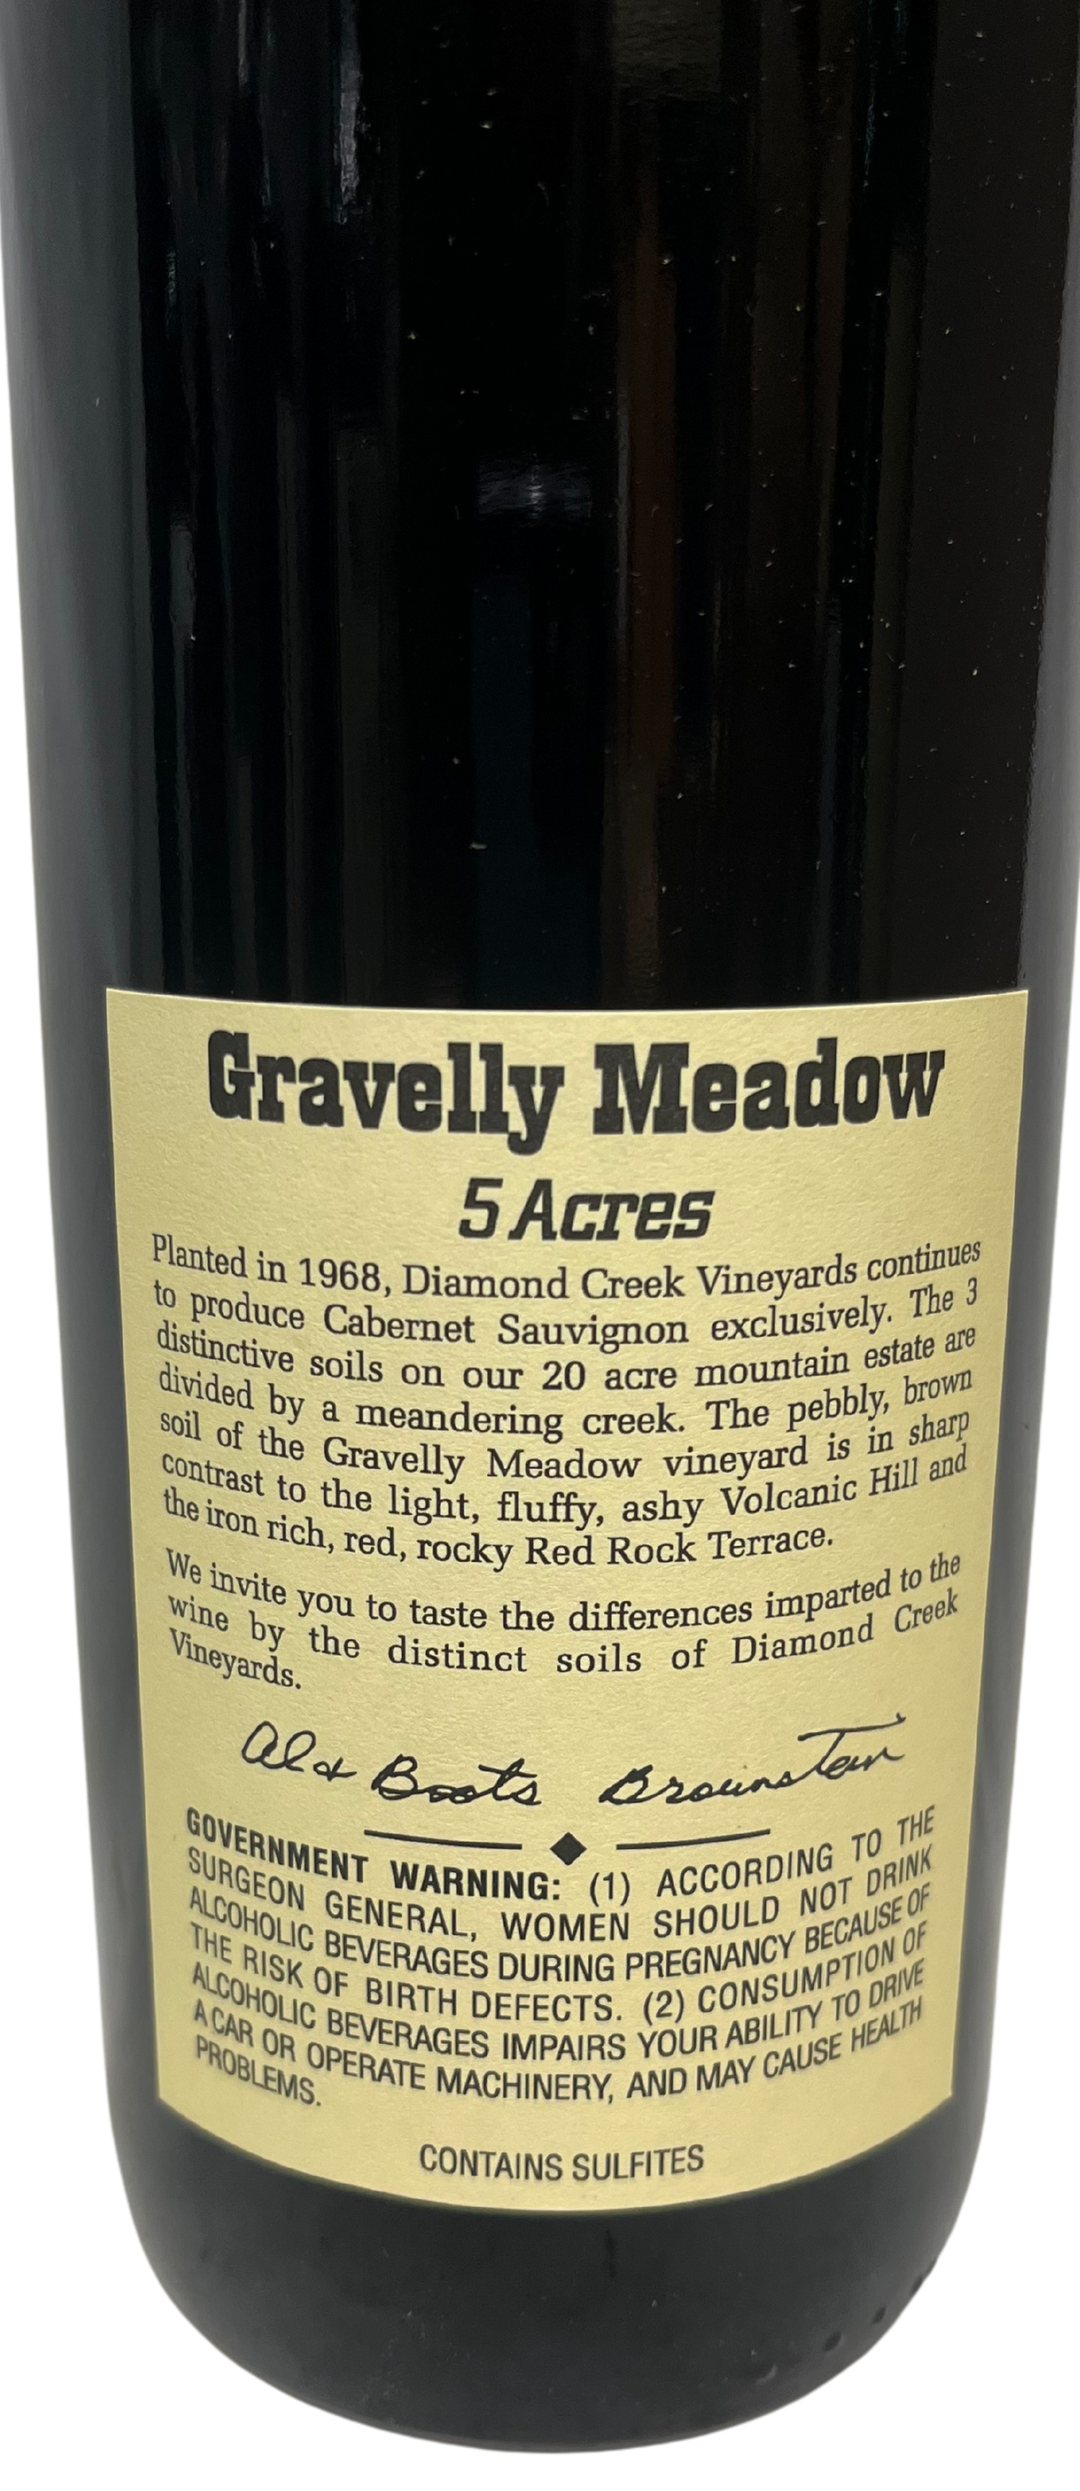 Gravelly Meadow
5 Acres
Planted in 1968, Diamond Creek Vineyards continues
to produce Cabernet Sauvignon exclusively. The 3
distinctive soils on our 20 acre mountain estate are
divided by a meandering creek. The pebbly, brown
soil of the Gravelly Meadow vineyard is in sharp
contrast to the light, fluffy, ashy Volcanic Hill and
the iron rich, red, rocky Red Rock Terrace.
We invite you to taste the differences imparted to the
wine by the distinct soils of Diamond Creek
Vineyards.
Al & Boots Brounstein
GOVERNMENT WARNING: (1) ACCORDING TO THE
SURGEON GENERAL, WOMEN SHOULD NOT DRINK
ALCOHOLIC BEVERAGES DURING PREGNANCY BECAUSE OF
THE RISK OF BIRTH DEFECTS. (2) CONSUMPTION OF
ALCOHOLIC BEVERAGES IMPAIRS YOUR ABILITY TO DRIVE
A CAR OR OPERATE MACHINERY, AND MAY CAUSE HEALTH
PROBLEMS.
CONTAINS SULFITES